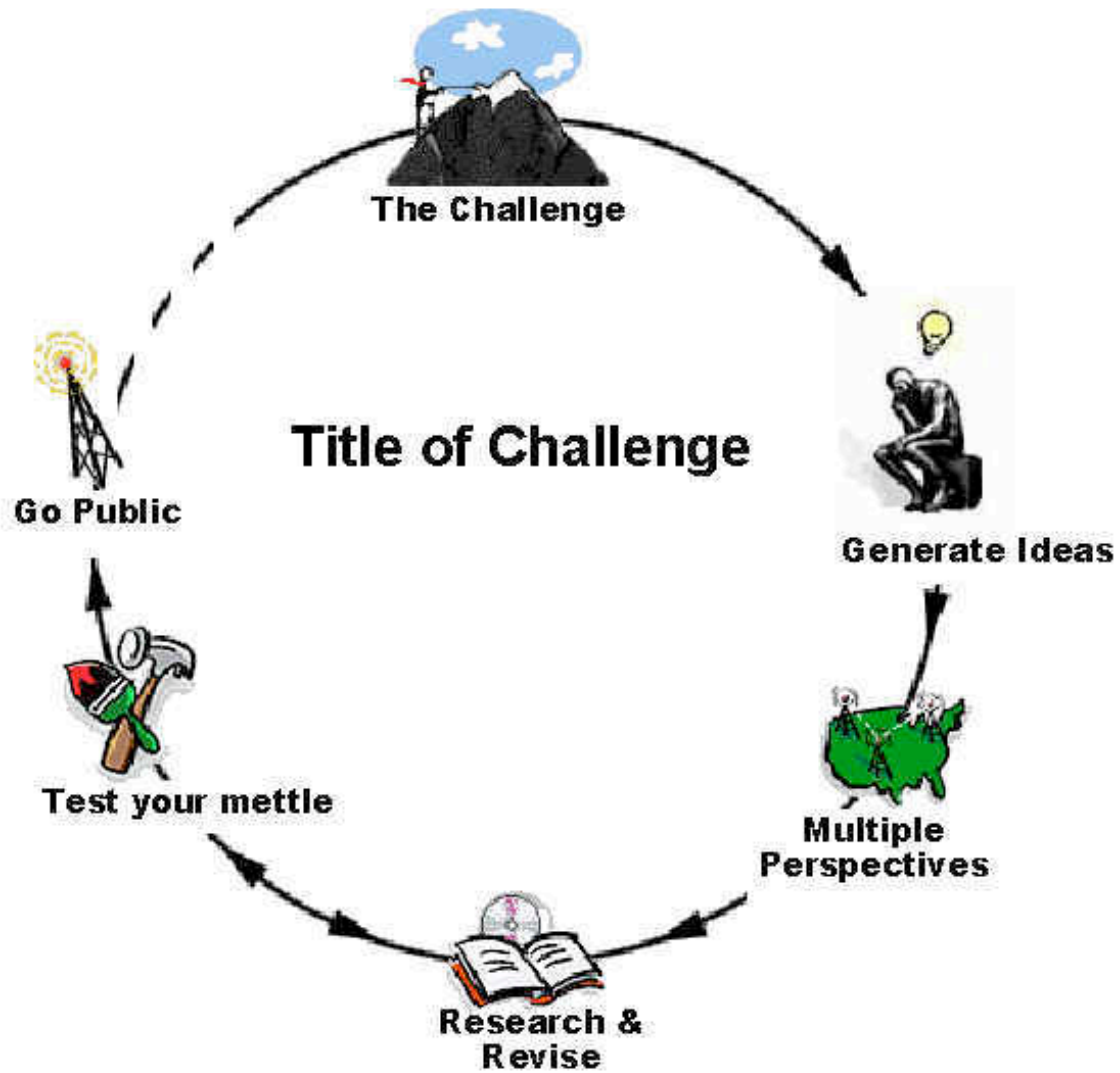 The Challenge
Title of Challenge
Generate Ideas
Go Public
Test your mettle
Multiple
Perspectives
Research &
Revise